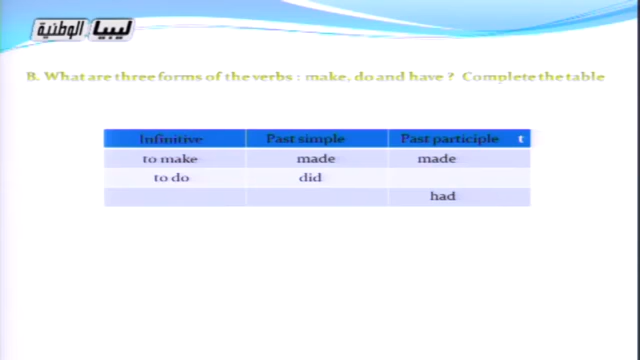 ليبيا الوطنية
B. What are three forms of the verbs : make, do and have ? Complete the table
Infinitive Past simple Past participle t
to make made made
to do did
had